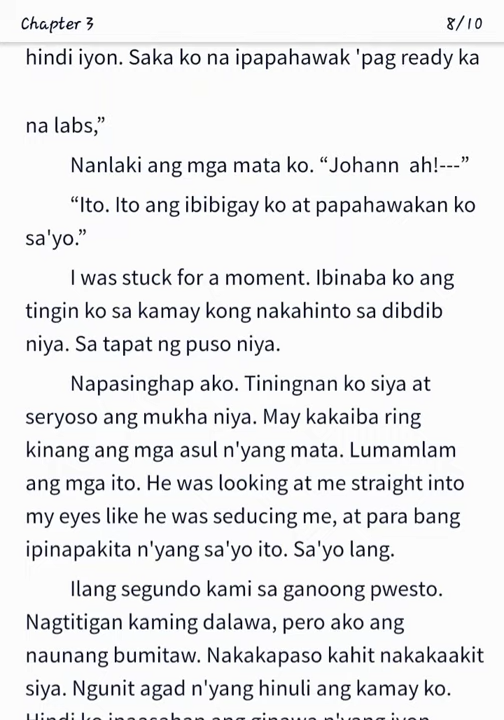 Chapter 3
8/10
hindi iyon. Saka ko na ipapahawak 'pag ready ka
na labs,”
Nanlaki ang mga mata ko. “Johann ah!---”
“Ito. Ito ang ibibigay ko at papahawakan ko
sa'yo.”
I was stuck for a moment. Ibinaba ko ang
tingin ko sa kamay kong nakahinto sa dibdib
niya. Sa tapat ng puso niya.
Napasinghap ako. Tiningnan ko siya at
seryoso ang mukha niya. May kakaiba ring
kinang ang mga asul n'yang mata. Lumamlam
ang mga ito. He was looking at me straight into
my eyes like he was seducing me, at para bang
ipinapakita n'yang sa'yo ito. Sa'yo lang.
Ilang segundo kami sa ganoong pwesto.
Nagtitigan kaming dalawa, pero ako ang
naunang bumitaw. Nakakapaso kahit nakakaakit
siya. Ngunit agad n'yang hinuli ang kamay ko.